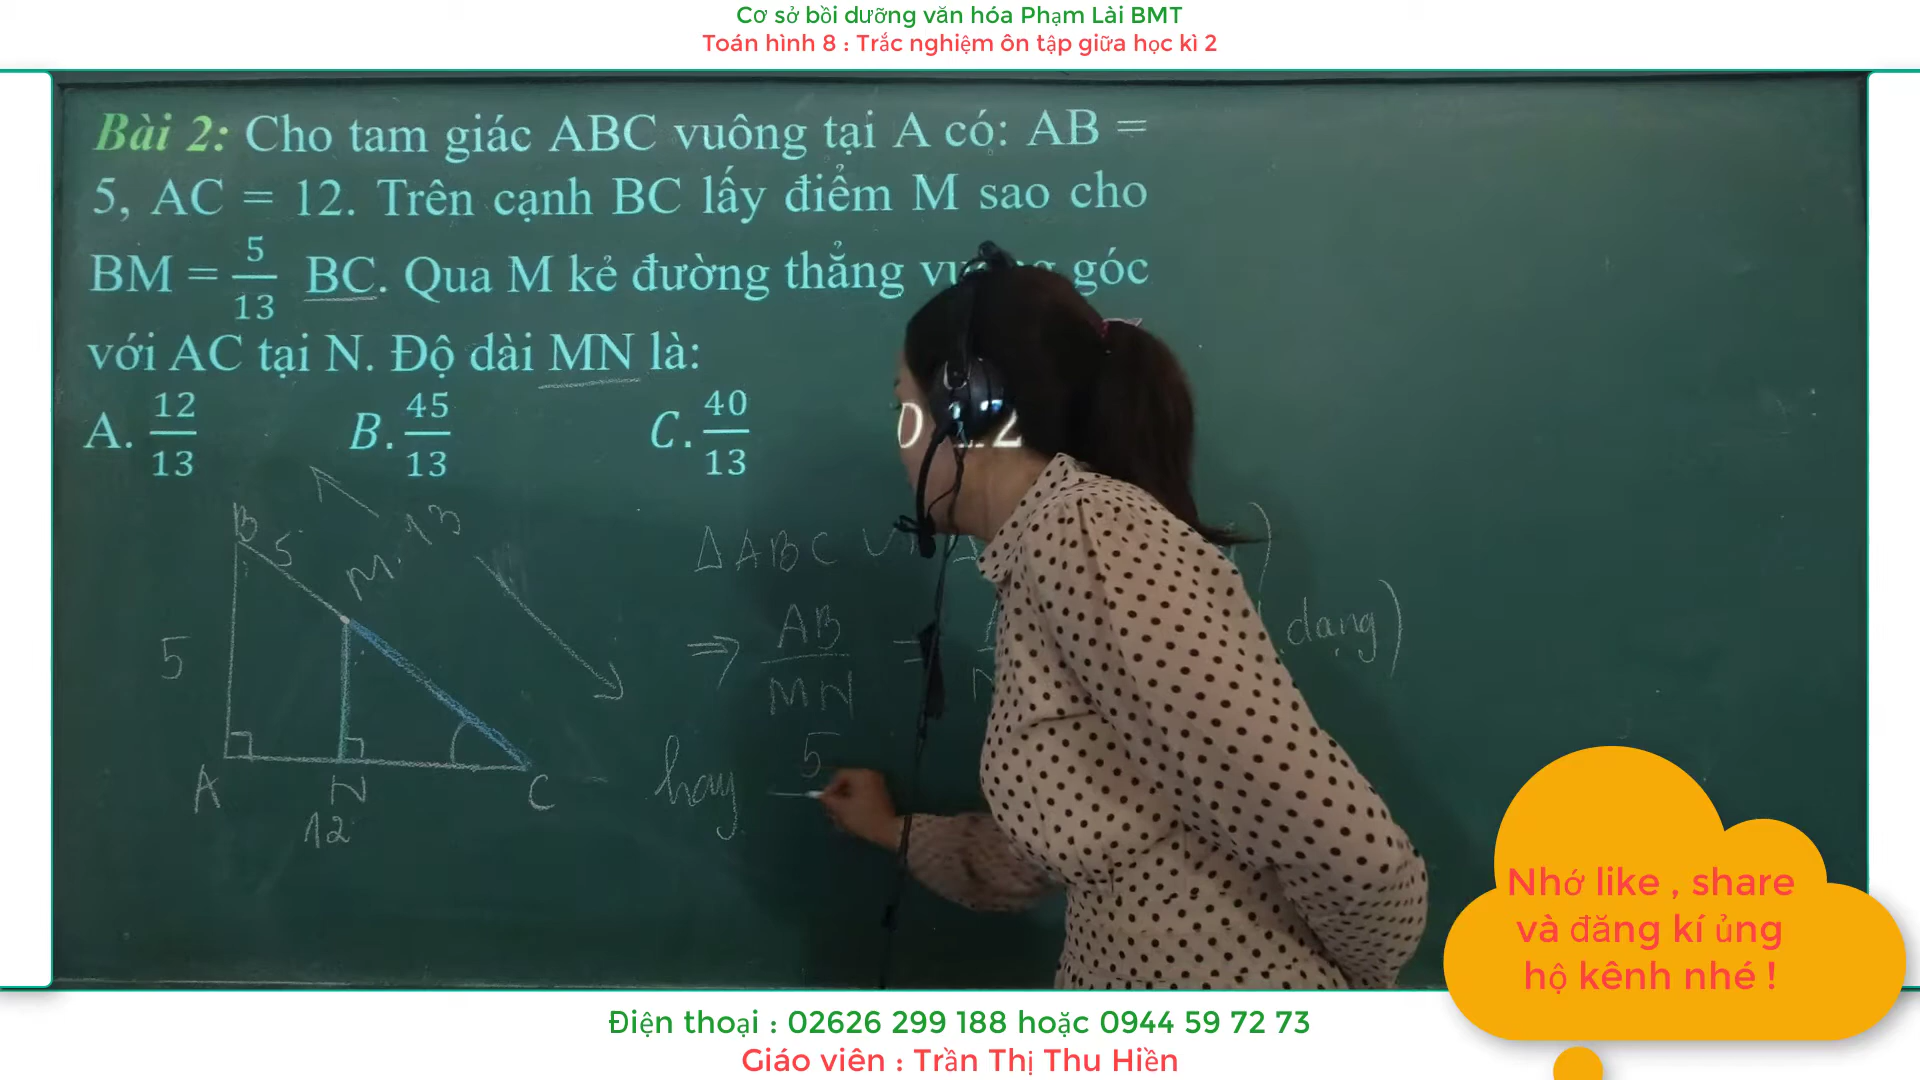 Cơ sở bồi dưỡng văn hóa Phạm Lài BMT
Toán hình 8 : Trắc nghiệm ôn tập giữa học kì 2
Bài 2: Cho tam giác ABC vuông tại A có: AB =
5, AC = 12. Trên cạnh BC lấy điểm M sao cho
BM = 5/13 BC. Qua M kẻ đường thẳng góc
với AC tại N. Độ dài MN là:
A. 12/13 B. 45/13 C. 40/13
B 5 M 13
5
A N C
12
Δ ABC
⇒ AB/MN =
dạng)
hay 5
Nhớ like , share
và đăng kí ủng
hộ kênh nhé !
Điện thoại : 02626 299 188 hoặc 0944 59 72 73
Giáo viên : Trần Thị Thu Hiền